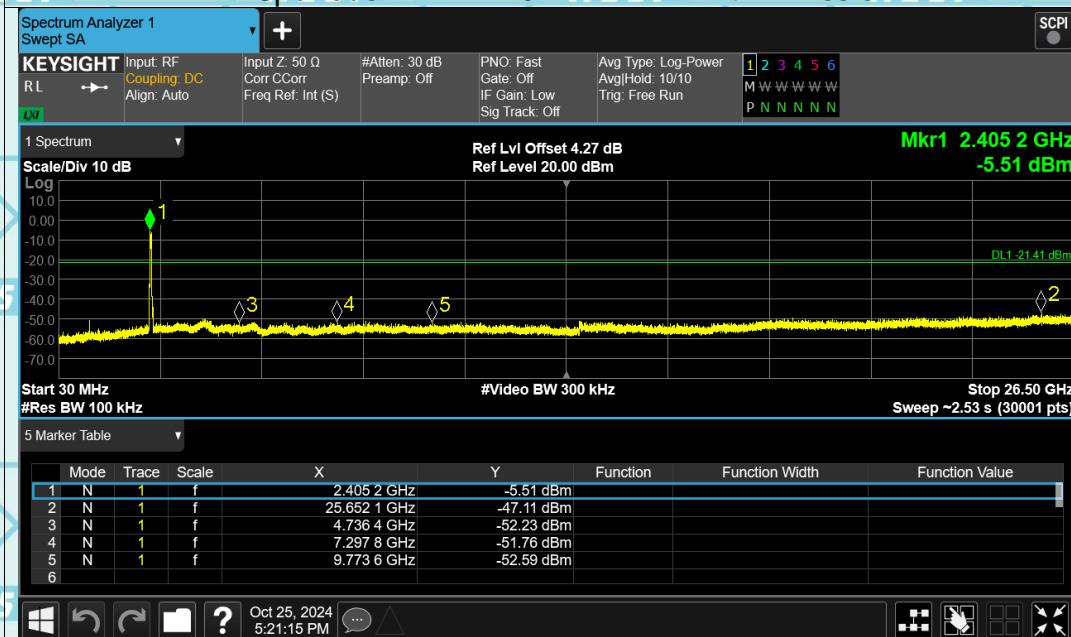 Spectrum Analyzer 1
Swept SA
+
SCPI
KEYSIGHT
RL
LXI
Input: RF
Coupling: DC
Align: Auto
Input Z: 50 Ω
Corr CCorr
Freq Ref: Int (S)
#Atten: 30 dB
Preamp: Off
PNO: Fast
Gate: Off
IF Gain: Low
Sig Track: Off
Avg Type: Log-Power
Avg|Hold: 10/10
Trig: Free Run
1 2 3 4 5 6
M W W W W W
P N N N N N
1 Spectrum
Scale/Div 10 dB
Ref Lvl Offset 4.27 dB
Ref Level 20.00 dBm
Mkr1 2.405 2 GHz
-5.51 dBm
Log
10.0
0.00
-10.0
-20.0
-30.0
-40.0
-50.0
-60.0
-70.0
1
DL1 -21.41 dBm
3
4
5
2
Start 30 MHz
#Res BW 100 kHz
#Video BW 300 kHz
Stop 26.50 GHz
Sweep ~2.53 s (30001 pts)
5 Marker Table
Mode Trace Scale X Y Function Function Width Function Value
1 N 1 f 2.405 2 GHz -5.51 dBm
2 N 1 f 25.652 1 GHz -47.11 dBm
3 N 1 f 4.736 4 GHz -52.23 dBm
4 N 1 f 7.297 8 GHz -51.76 dBm
5 N 1 f 9.773 6 GHz -52.59 dBm
6
?
Oct 25, 2024
5:21:15 PM